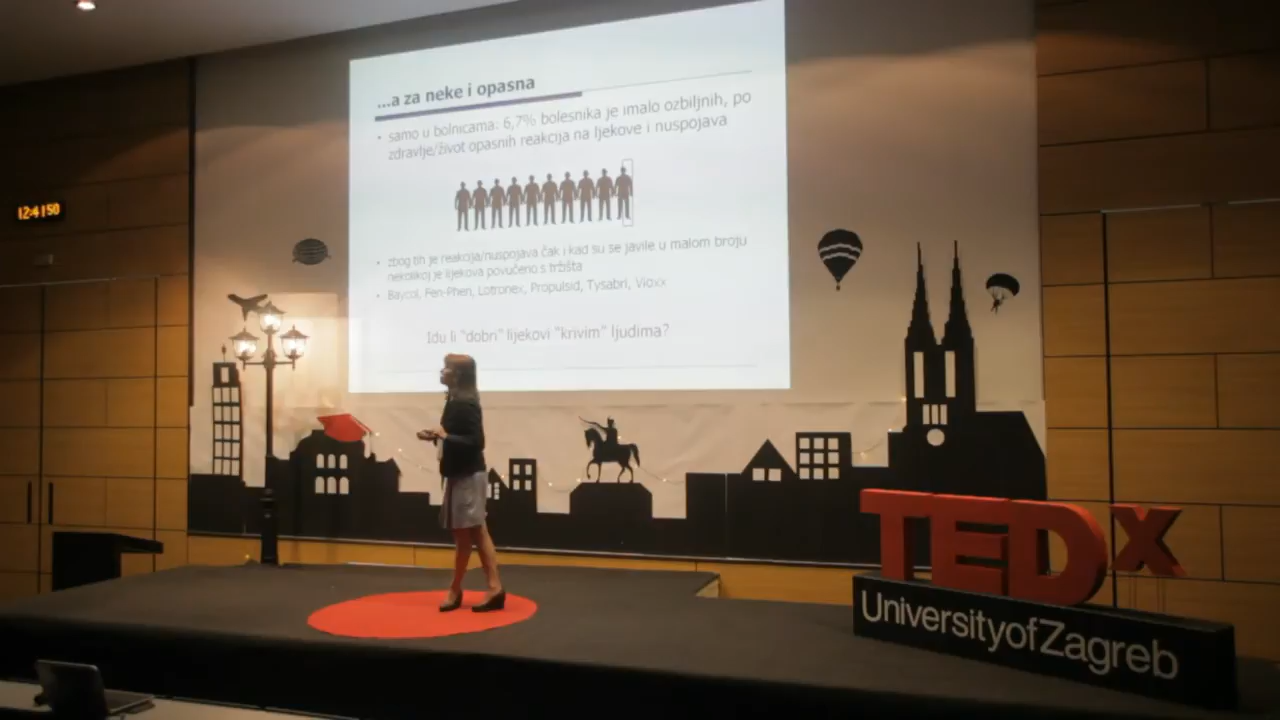 ...a za neke i opasna
• samo u bolnicama: 6,7% bolesnika je imalo ozbiljnih, po
zdravlje/život opasnih reakcija na ljekove i nuspojava
• zbog tih je reakcija/nuspojava čak i kad su se javile u malom broju
nekoliko je lijekova povučeno s tržišta
• Baycol, Fen-Phen, Lotronex, Propulsid, Tysabri, Vioxx
Idu li "dobri" lijekovi "krivim" ljudima?
12:41:50
TEDx
UniversityofZagreb